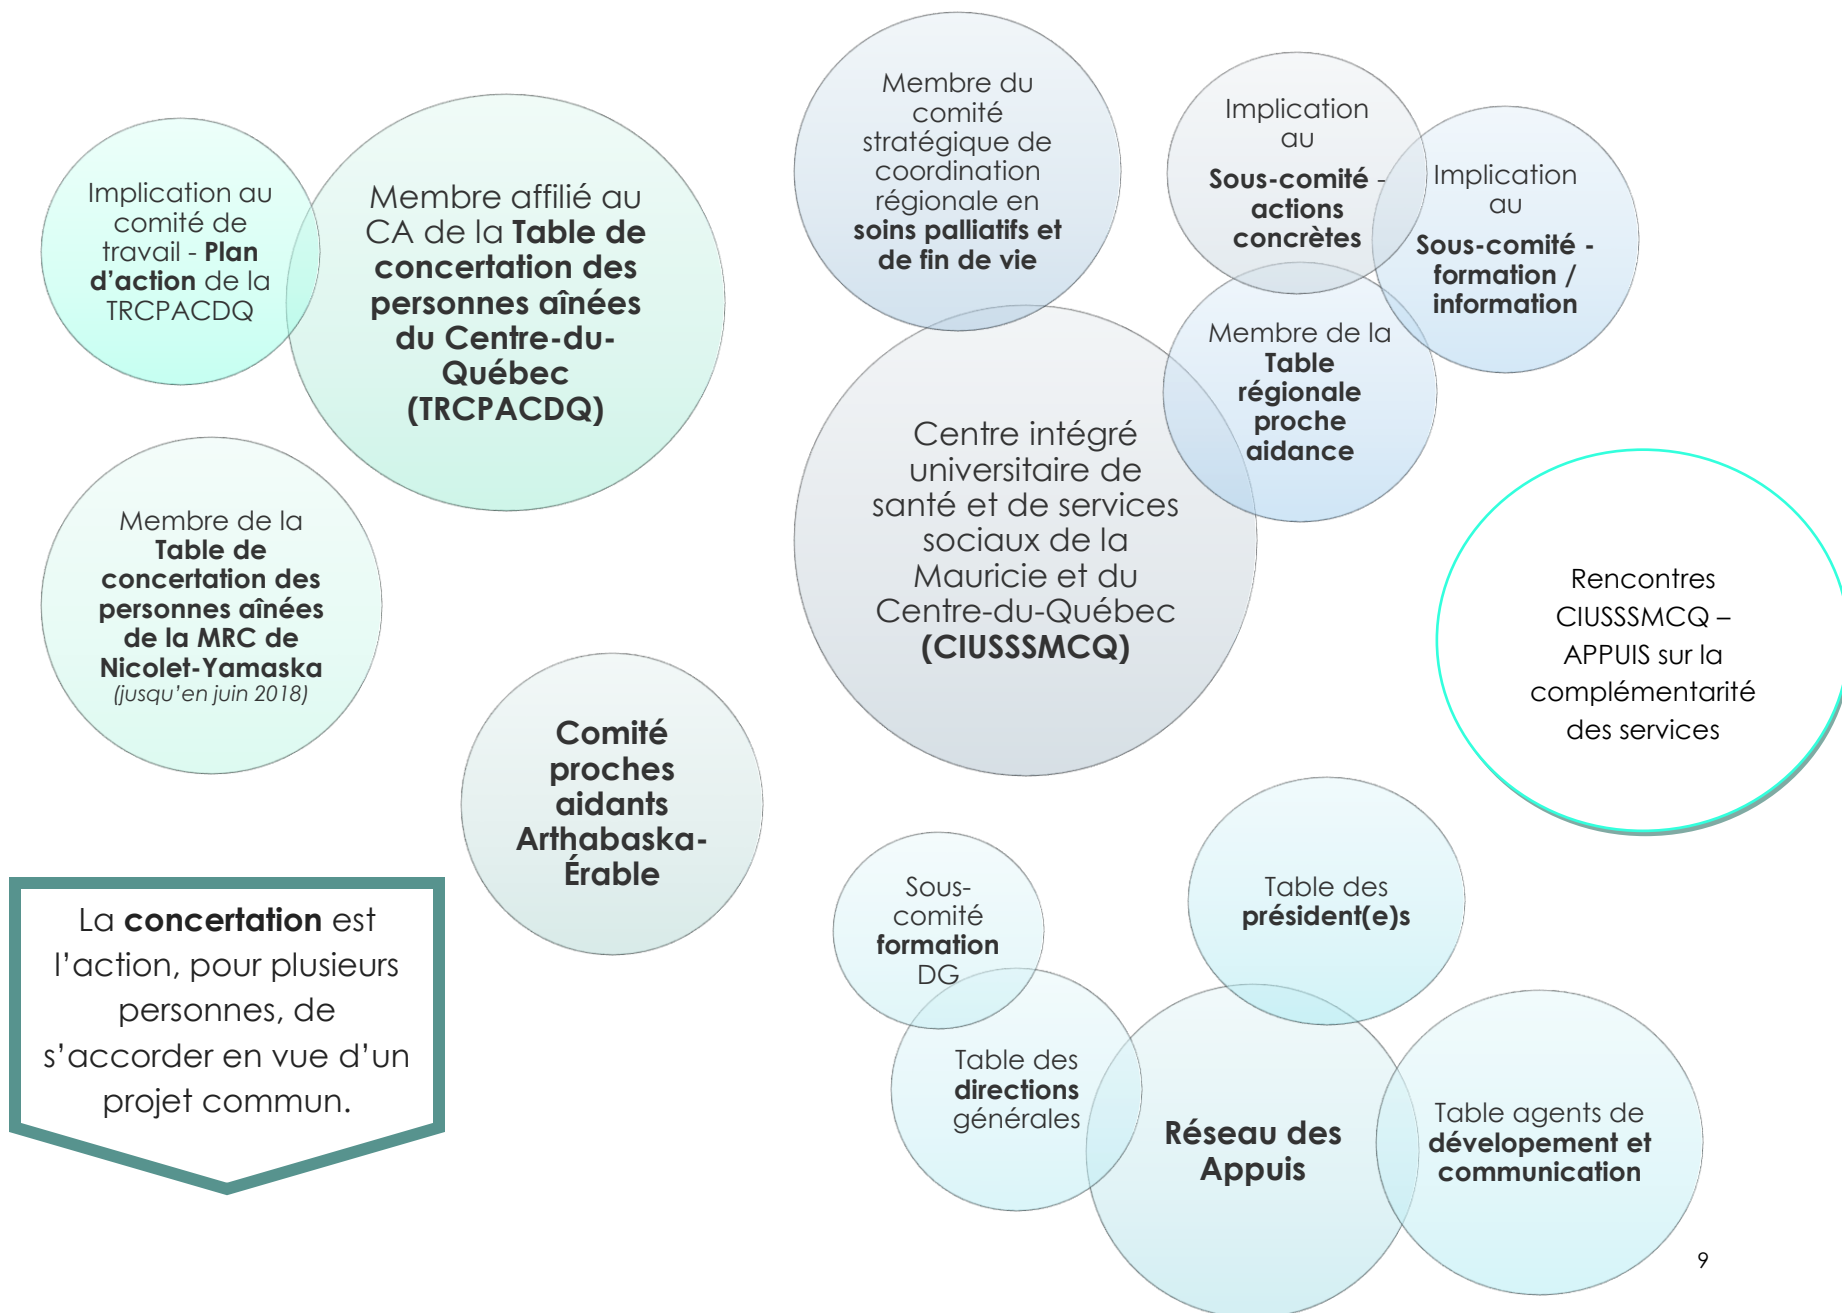 Implication au
comité de
travail - Plan
d'action de la
TRCPACDQ
Membre affilié au
CA de la Table de
concertation des
personnes aînées
du Centre-du-
Québec
(TRCPACDQ)
Membre de la
Table de
concertation des
personnes aînées
de la MRC de
Nicolet-Yamaska
(jusqu'en juin 2018)
Comité
proches
aidants
Arthabaska-
Érable
La concertation est
l'action, pour plusieurs
personnes, de
s'accorder en vue d'un
projet commun.
Membre du
comité
stratégique de
coordination
régionale en
soins palliatifs et
de fin de vie
Implication
au
Sous-comité -
actions
concrètes
Implication
au
Sous-comité -
formation /
information
Membre de la
Table
régionale
proche
aidance
Centre intégré
universitaire de
santé et de services
sociaux de la
Mauricie et du
Centre-du-Québec
(CIUSSSMCQ)
Rencontres
CIUSSSMCQ –
APPUIS sur la
complémentarité
des services
Sous-
comité
formation
DG
Table des
directions
générales
Table des
président(e)s
Réseau des
Appuis
Table agents de
dévelopement et
communication
9